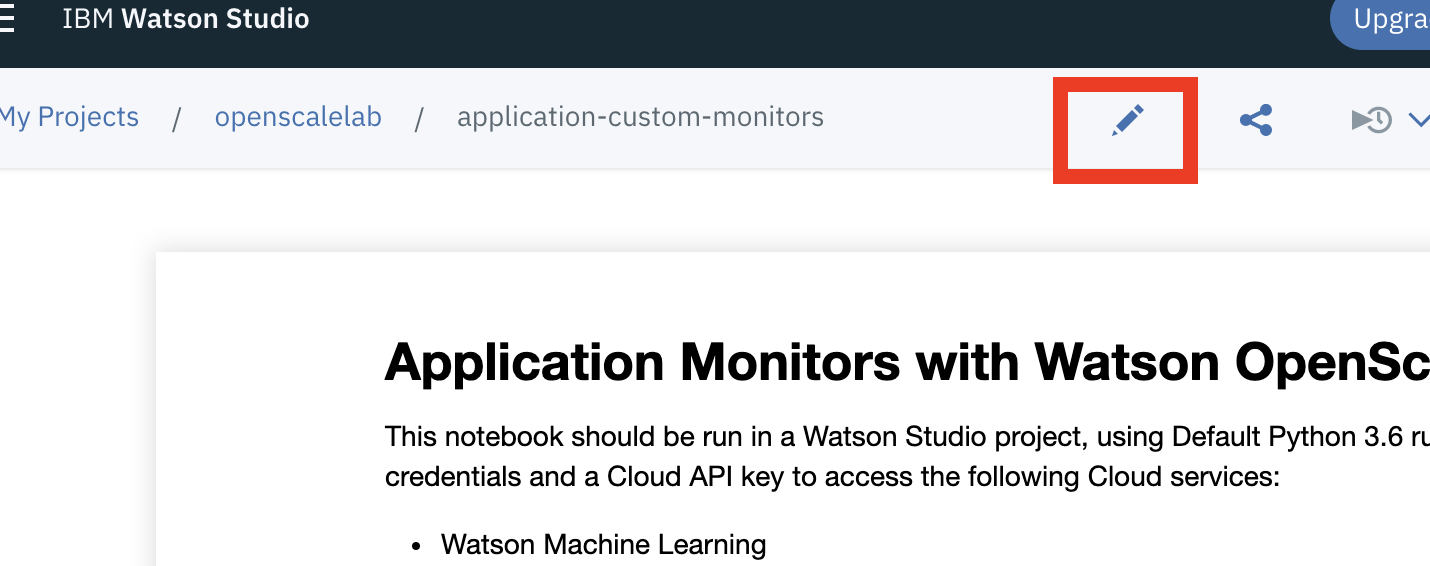 IBM Watson Studio
Upgra
My Projects / openscalelab / application-custom-monitors
Application Monitors with Watson OpenSc
This notebook should be run in a Watson Studio project, using Default Python 3.6 ru
credentials and a Cloud API key to access the following Cloud services:
• Watson Machine Learning